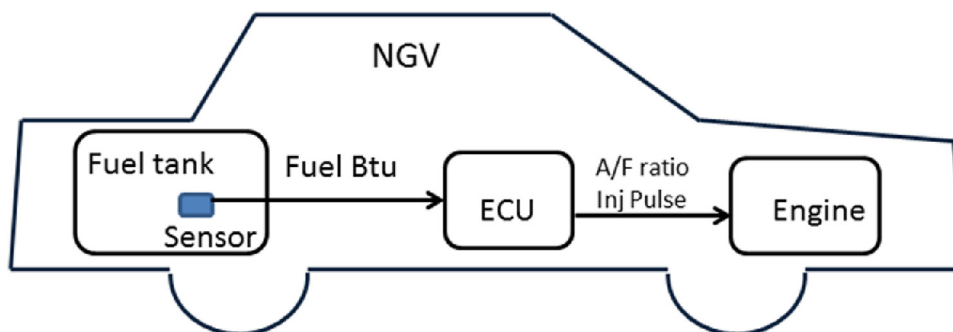 NGV
Fuel tank
Sensor
Fuel Btu
ECU
A/F ratio
Inj Pulse
Engine